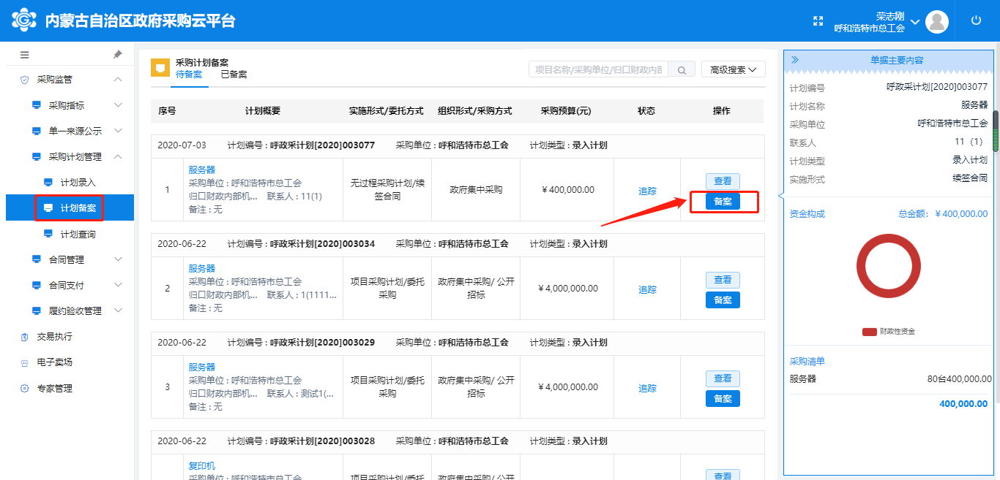 内蒙古自治区政府采购云平台
荣志刚
呼和浩特市总工会
采购监管
采购指标
单一来源公示
采购计划管理
计划录入
计划备案
计划查询
合同管理
合同支付
履约验收管理
交易执行
电子卖场
专家管理
采购计划备案
待备案 已备案
项目名称/采购单位/归口财政内部 高级搜索
序号 计划概要 实施形式/委托方式 组织形式/采购方式 采购预算(元) 状态 操作
2020-07-03 计划编号 : 呼政采计划[2020]003077 采购单位 : 呼和浩特市总工会 计划类型 : 录入计划
1
服务器
采购单位 : 呼和浩特市总工会
归口财政内部机... 联系人 : 11(1)
备注 : 无
无过程采购计划/续
签合同
政府集中采购
¥ 400,000.00
追踪
查看
备案
2020-06-22 计划编号 : 呼政采计划[2020]003034 采购单位 : 呼和浩特市总工会 计划类型 : 录入计划
2
服务器
采购单位 : 呼和浩特市总工会
归口财政内部机... 联系人 : 1(1111...
备注 : 无
项目采购计划/委托
采购
政府集中采购/ 公开
招标
¥ 4,000,000.00
追踪
查看
备案
2020-06-22 计划编号 : 呼政采计划[2020]003029 采购单位 : 呼和浩特市总工会 计划类型 : 录入计划
3
服务器
采购单位 : 呼和浩特市总工会
归口财政内部机... 联系人 : 测试1(...
备注 : 无
项目采购计划/委托
采购
政府集中采购/ 公开
招标
¥ 4,000,000.00
追踪
查看
备案
2020-06-22 计划编号 : 呼政采计划[2020]003028 采购单位 : 呼和浩特市总工会 计划类型 : 录入计划
复印机
采购单位 : 呼和浩特市总工会
项目采购计划/委托
政府集中采购/ 公开
查看
单据主要内容
计划编号 呼政采计划[2020]003077
计划名称 服务器
采购单位 呼和浩特市总工会
联系人 11（1）
计划类型 录入计划
实施形式 续签合同
资金构成 总金额: ¥ 400,000.00
财政性资金
采购清单
服务器 80台400,000.00
400,000.00